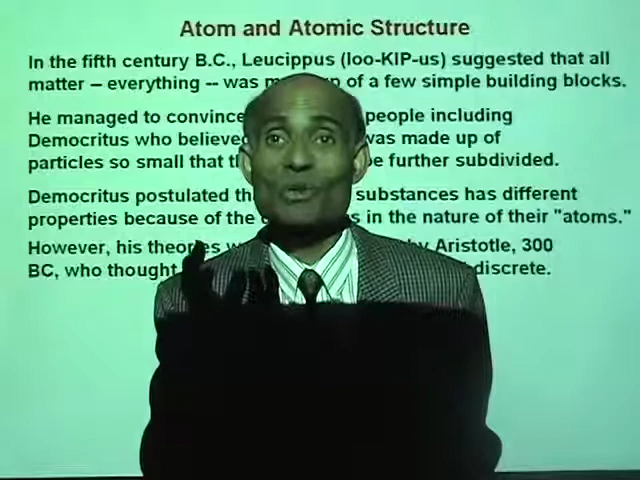 Atom and Atomic Structure
In the fifth century B.C., Leucippus (loo-KIP-us) suggested that all
matter -- everything -- was m p of a few simple building blocks.
He managed to convince people including
Democritus who believe was made up of
particles so small that t be further subdivided.
Democritus postulated th substances has different
properties because of the s in the nature of their "atoms."
However, his theories w by Aristotle, 300
BC, who thought discrete.